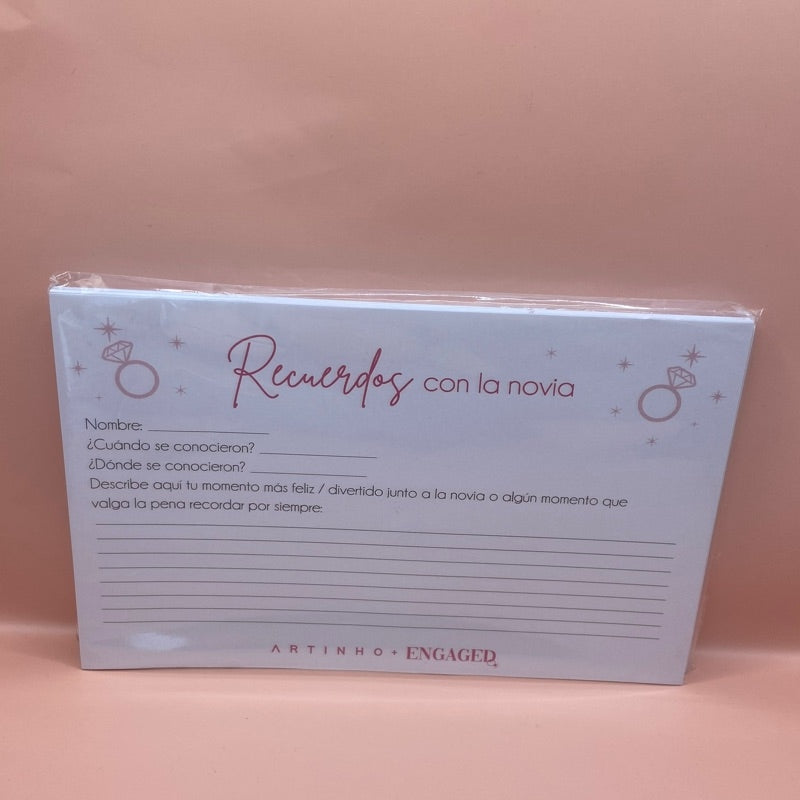 Recuerdos con la novia
Nombre:
¿Cuándo se conocieron?
¿Dónde se conocieron?
Describe aquí tu momento más feliz / divertido junto a la novia o algún momento que
valga la pena recordar por siempre:
ARTINHO + ENGAGED